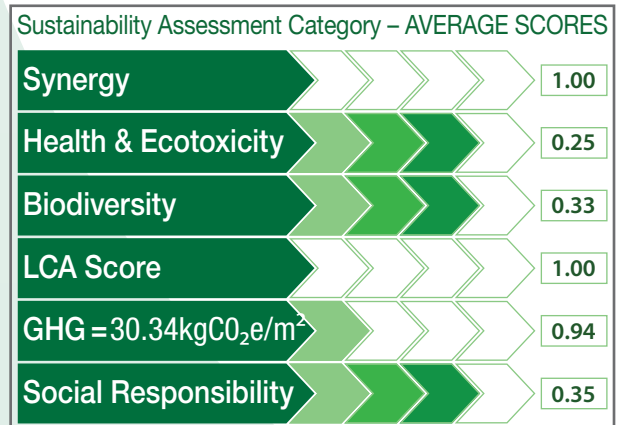 Sustainability Assessment Category – AVERAGE SCORES
Synergy 1.00
Health & Ecotoxicity 0.25
Biodiversity 0.33
LCA Score 1.00
GHG = 30.34kgC0₂e/m² 0.94
Social Responsibility 0.35